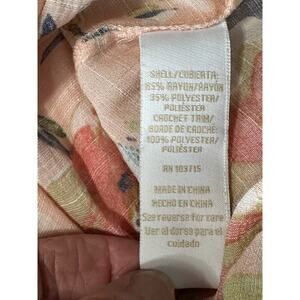 SHELL/CUBIERTA:
65% RAYON/RAYÓN
35% POLYESTER/
POLIÉSTER
CROCHET TRIM/
BORDE DE CROCHÉ:
100% POLYESTER/
POLIÉSTER
RN 103715
MADE IN CHINA
HECHO EN CHINA
See reverse for care
Ver el dorso para el
cuidado